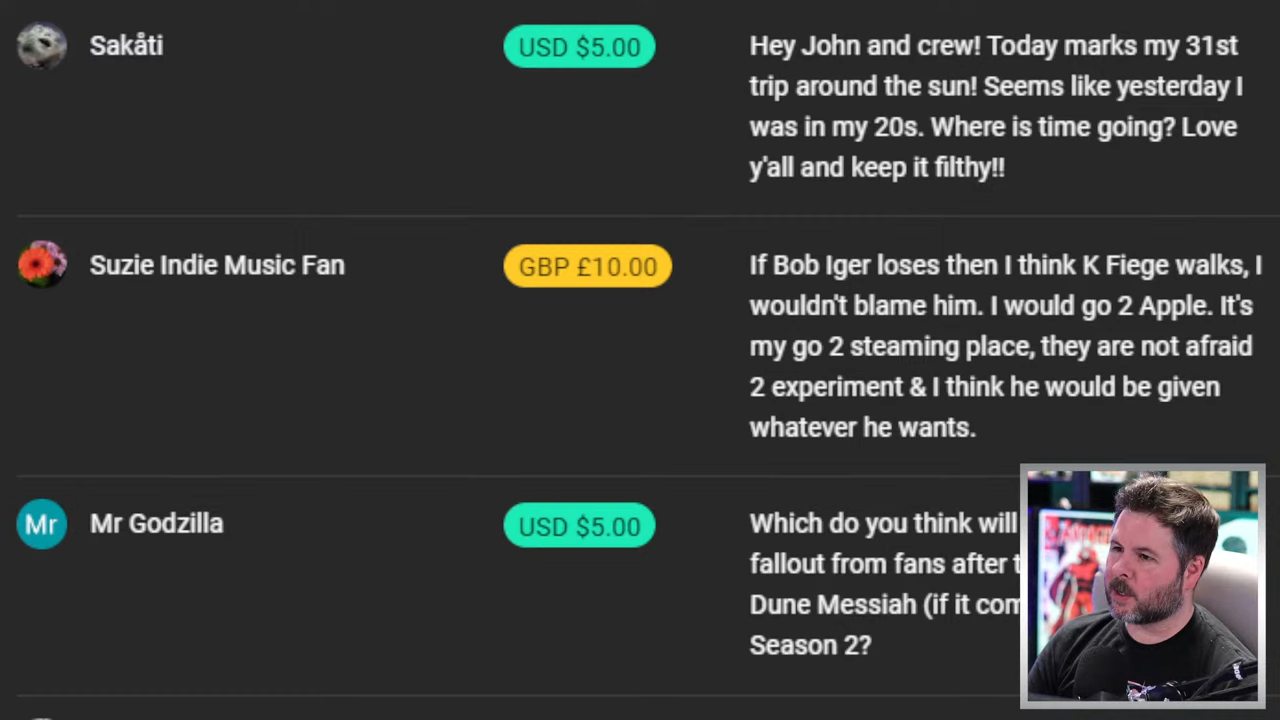 Sakåti
USD $5.00
Hey John and crew! Today marks my 31st
trip around the sun! Seems like yesterday I
was in my 20s. Where is time going? Love
y'all and keep it filthy!!
Suzie Indie Music Fan
GBP £10.00
If Bob Iger loses then I think K Fiege walks, I
wouldn't blame him. I would go 2 Apple. It's
my go 2 steaming place, they are not afraid
2 experiment & I think he would be given
whatever he wants.
Mr
Mr Godzilla
USD $5.00
Which do you think will
fallout from fans after
Dune Messiah (if it
Season 2?